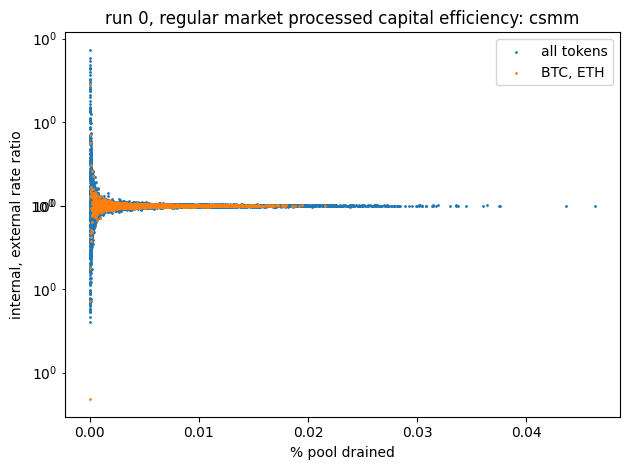 run 0, regular market processed capital efficiency: csmm
all tokens
BTC, ETH
internal, external rate ratio
10⁰
10⁰
10⁰
10⁰
10⁰
0.00 0.01 0.02 0.03 0.04
% pool drained